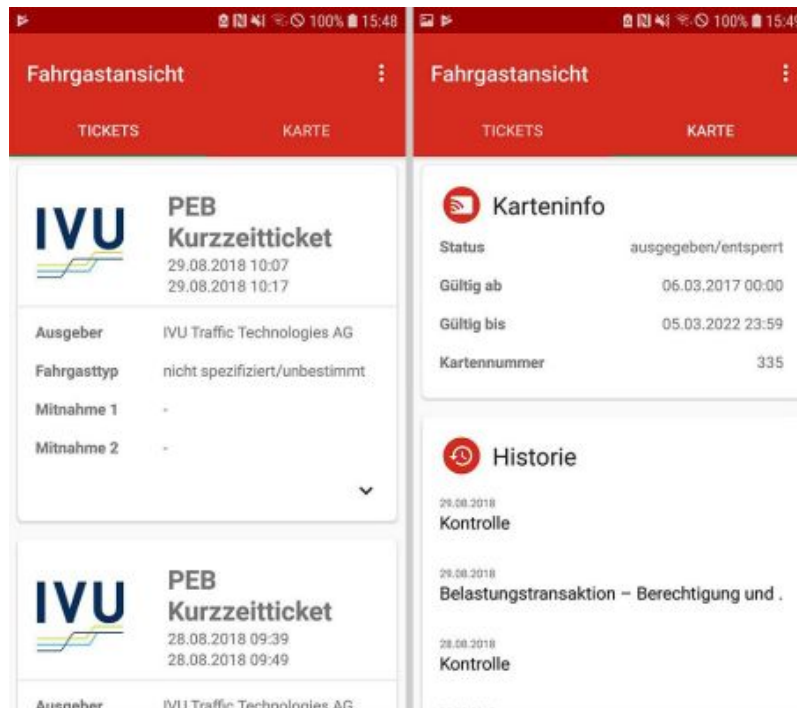 100% 15:48
Fahrgastansicht
TICKETS KARTE
IVU
PEB
Kurzzeitticket
29.08.2018 10:07
29.08.2018 10:17
Ausgeber IVU Traffic Technologies AG
Fahrgasttyp nicht spezifiziert/unbestimmt
Mitnahme 1 -
Mitnahme 2 -
IVU
PEB
Kurzzeitticket
28.08.2018 09:39
28.08.2018 09:49
Ausgeber IVU Traffic Technologies AG
100% 15:49
Fahrgastansicht
TICKETS KARTE
Karteninfo
Status ausgegeben/entsperrt
Gültig ab 06.03.2017 00:00
Gültig bis 05.03.2022 23:59
Kartennummer 335
Historie
29.08.2018
Kontrolle
29.08.2018
Belastungstransaktion – Berechtigung und .
28.08.2018
Kontrolle